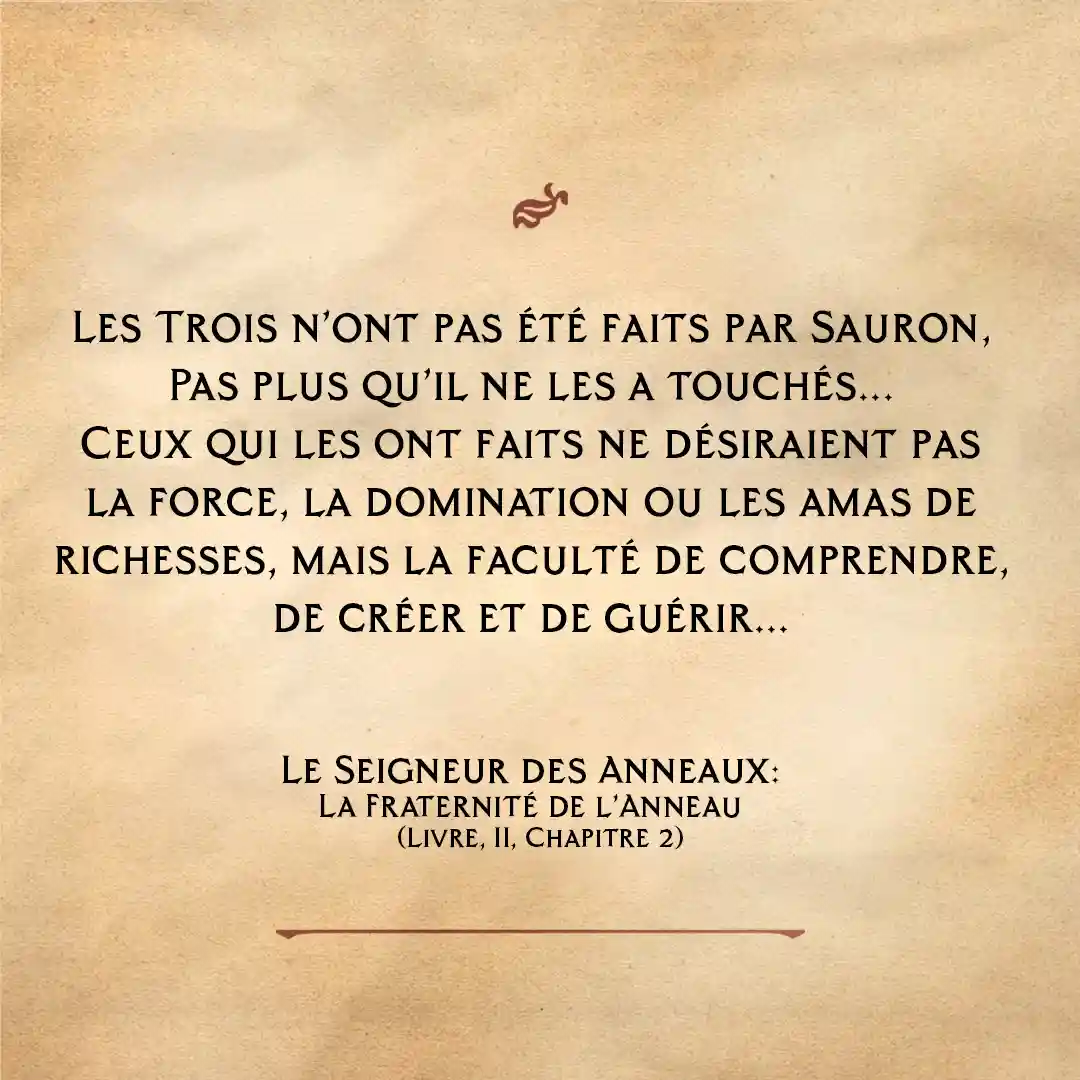 Les Trois n’ont pas été faits par Sauron,
Pas plus qu’il ne les a touchés...
Ceux qui les ont faits ne désiraient pas
la force, la domination ou les amas de
richesses, mais la faculté de comprendre,
de créer et de guérir...
Le Seigneur des Anneaux:
La Fraternité de l’Anneau
(Livre, II, Chapitre 2)